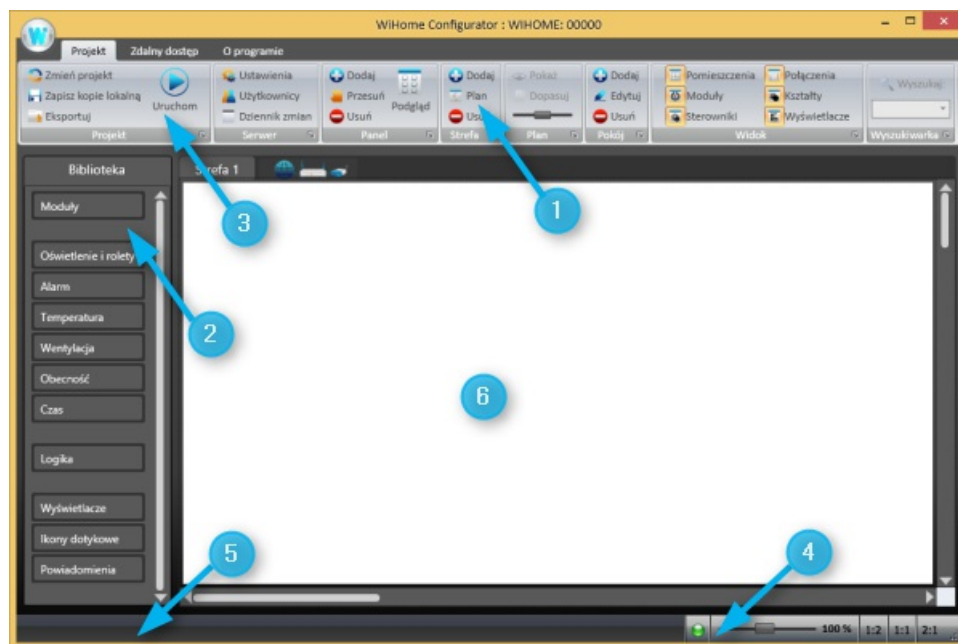 WiHome Configurator : WIHOME: 00000
Wi
Projekt Zdalny dostęp O programie
Zmień projekt
Zapisz kopie lokalną
Eksportuj
Uruchom
Projekt
Ustawienia
Użytkownicy
Dziennik zmian
Serwer
Dodaj
Przesuń
Usuń
Podgląd
Panel
Dodaj
Plan
Strefa
Pokaż
Dopasuj
Plan
Dodaj
Edytuj
Usuń
Pokój
Pomieszczenia
Moduły
Sterowniki
Połączenia
Kształty
Wyświetlacze
Widok
Wyszukaj:
Wyszukiwarka
Biblioteka
Strefa 1
Moduły
Oświetlenie i rolety
Alarm
Temperatura
Wentylacja
Obecność
Czas
Logika
Wyświetlacze
Ikony dotykowe
Powiadomienia
1
2
3
4
5
6
100 % 1:2 1:1 2:1